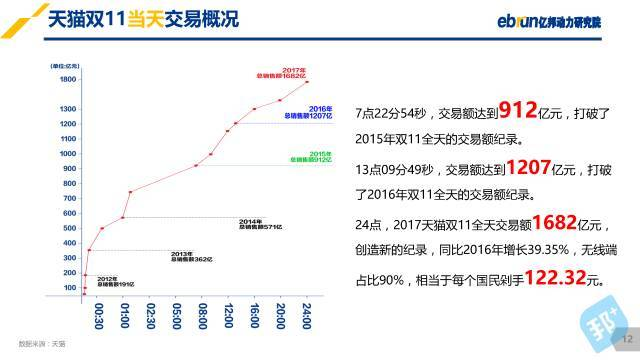 天猫双11当天交易概况
ebrun亿邦动力研究院
(单位:亿元)
1800
1300
1200
1100
1000
900
800
700
600
500
400
300
200
100
2017年
总销售额1682亿
2016年
总销售额1207亿
2015年
总销售额912亿
2014年
总销售额571亿
2013年
总销售额362亿
2012年
总销售额191亿
00:30
01:00
02:30
05:30
08:00
12:00
16:00
20:00
24:00
7点22分54秒，交易额达到912亿元，打破了
2015年双11全天的交易额纪录。
13点09分49秒，交易额达到1207亿元，打破
了2016年双11全天的交易额纪录。
24点，2017天猫双11全天交易额1682亿元，
创造新的纪录，同比2016年增长39.35%，无线端
占比90%，相当于每个国民剁手122.32元。
数据来源：天猫
邦+
12